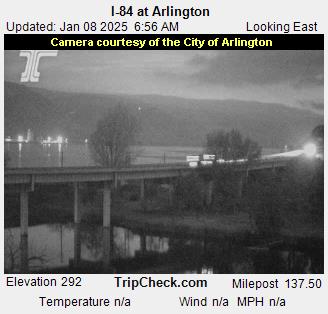 I-84 at Arlington
Updated: Jan 08 2025 6:56 AM Looking East
Camera courtesy of the City of Arlington
Elevation 292 TripCheck.com Milepost 137.50
Temperature n/a Wind n/a MPH n/a